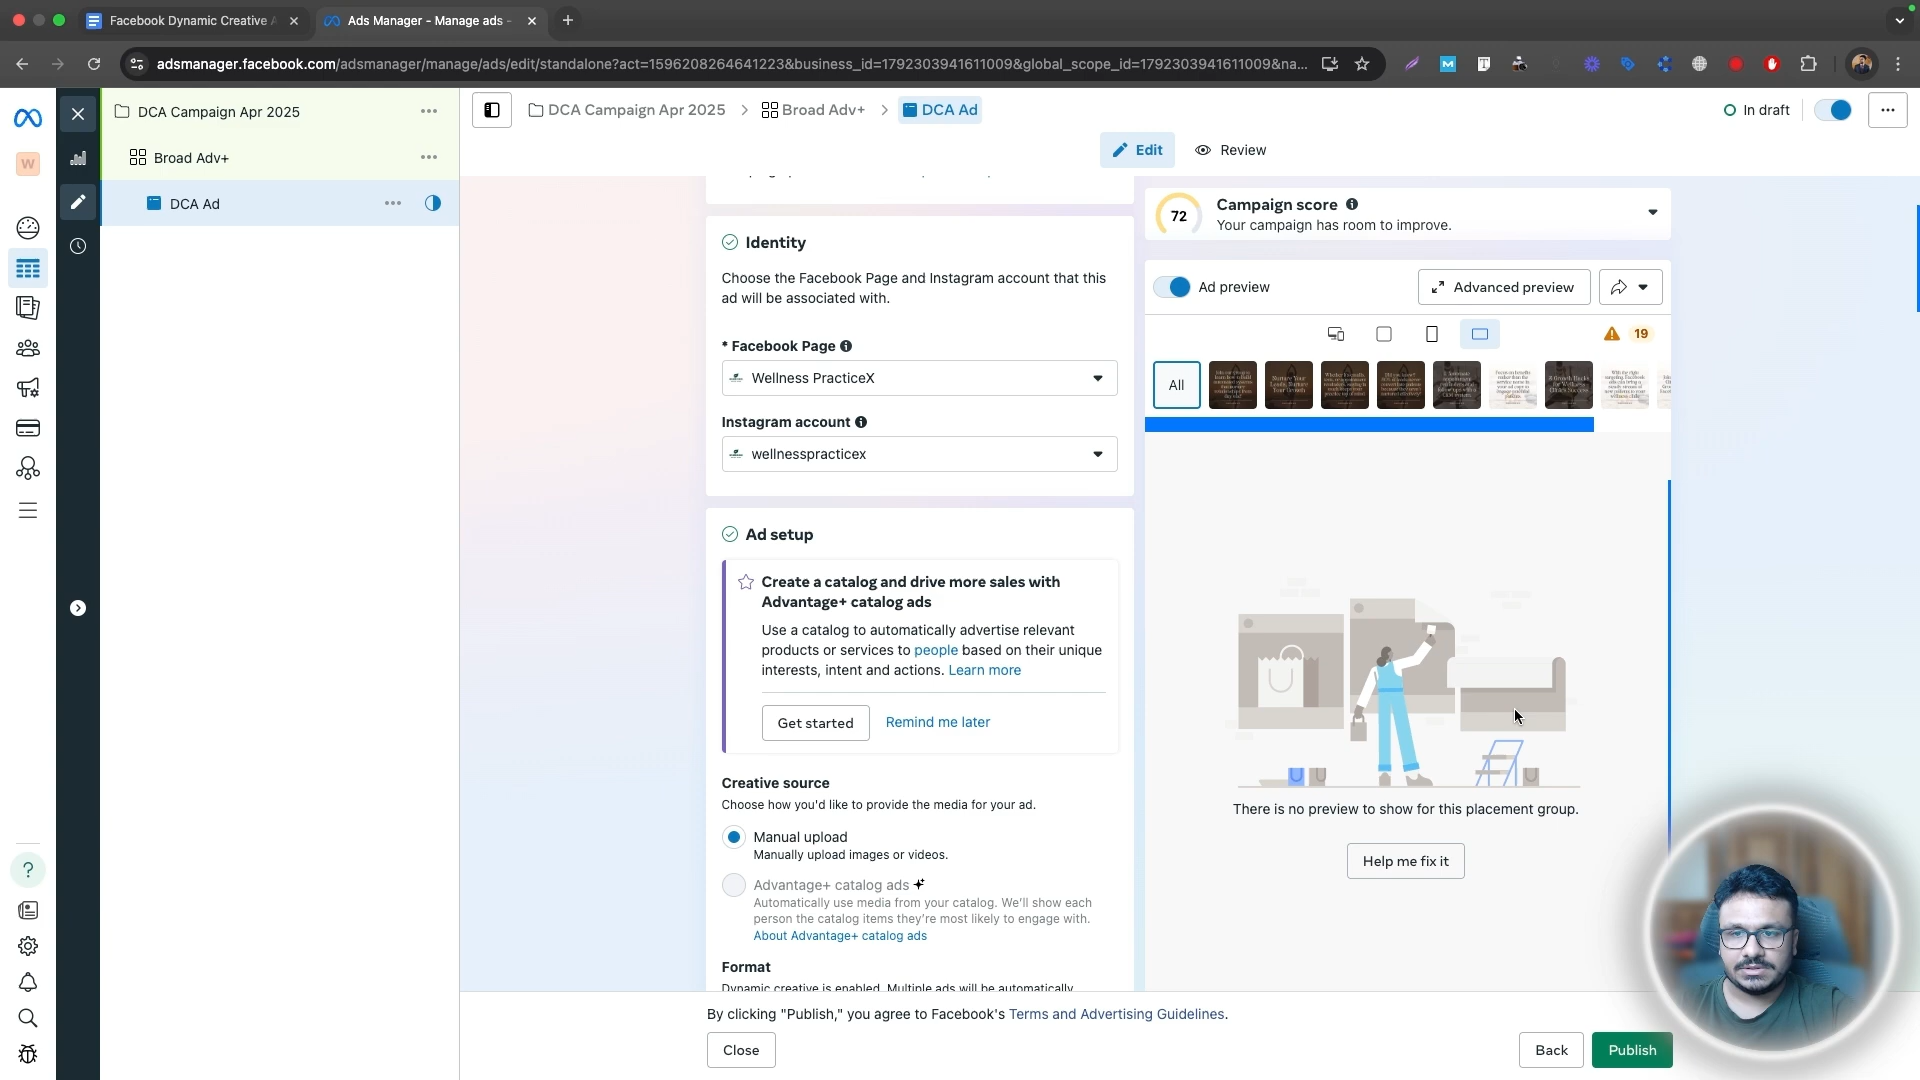 Facebook Dynamic Creative A
Ads Manager - Manage ads -
adsmanager.facebook.com/adsmanager/manage/ads/edit/standalone?act=1596208264641223&business_id=1792303941611009&global_scope_id=1792303941611009&na...
DCA Campaign Apr 2025
DCA Campaign Apr 2025
Broad Adv+
DCA Ad
In draft
W
Broad Adv+
Edit
Review
DCA Ad
72
Campaign score
Your campaign has room to improve.
Identity
Choose the Facebook Page and Instagram account that this
ad will be associated with.
* Facebook Page
Wellness PracticeX
Instagram account
wellnesspracticex
Ad preview
Advanced preview
19
All
Ad setup
Create a catalog and drive more sales with
Advantage+ catalog ads
Use a catalog to automatically advertise relevant
products or services to people based on their unique
interests, intent and actions. Learn more
Get started
Remind me later
Creative source
Choose how you'd like to provide the media for your ad.
Manual upload
Manually upload images or videos.
Advantage+ catalog ads
Automatically use media from your catalog. We'll show each
person the catalog items they're most likely to engage with.
About Advantage+ catalog ads
Format
Dynamic creative is enabled. Multiple ads will be automatically
There is no preview to show for this placement group.
Help me fix it
By clicking "Publish," you agree to Facebook's Terms and Advertising Guidelines.
Close
Back
Publish